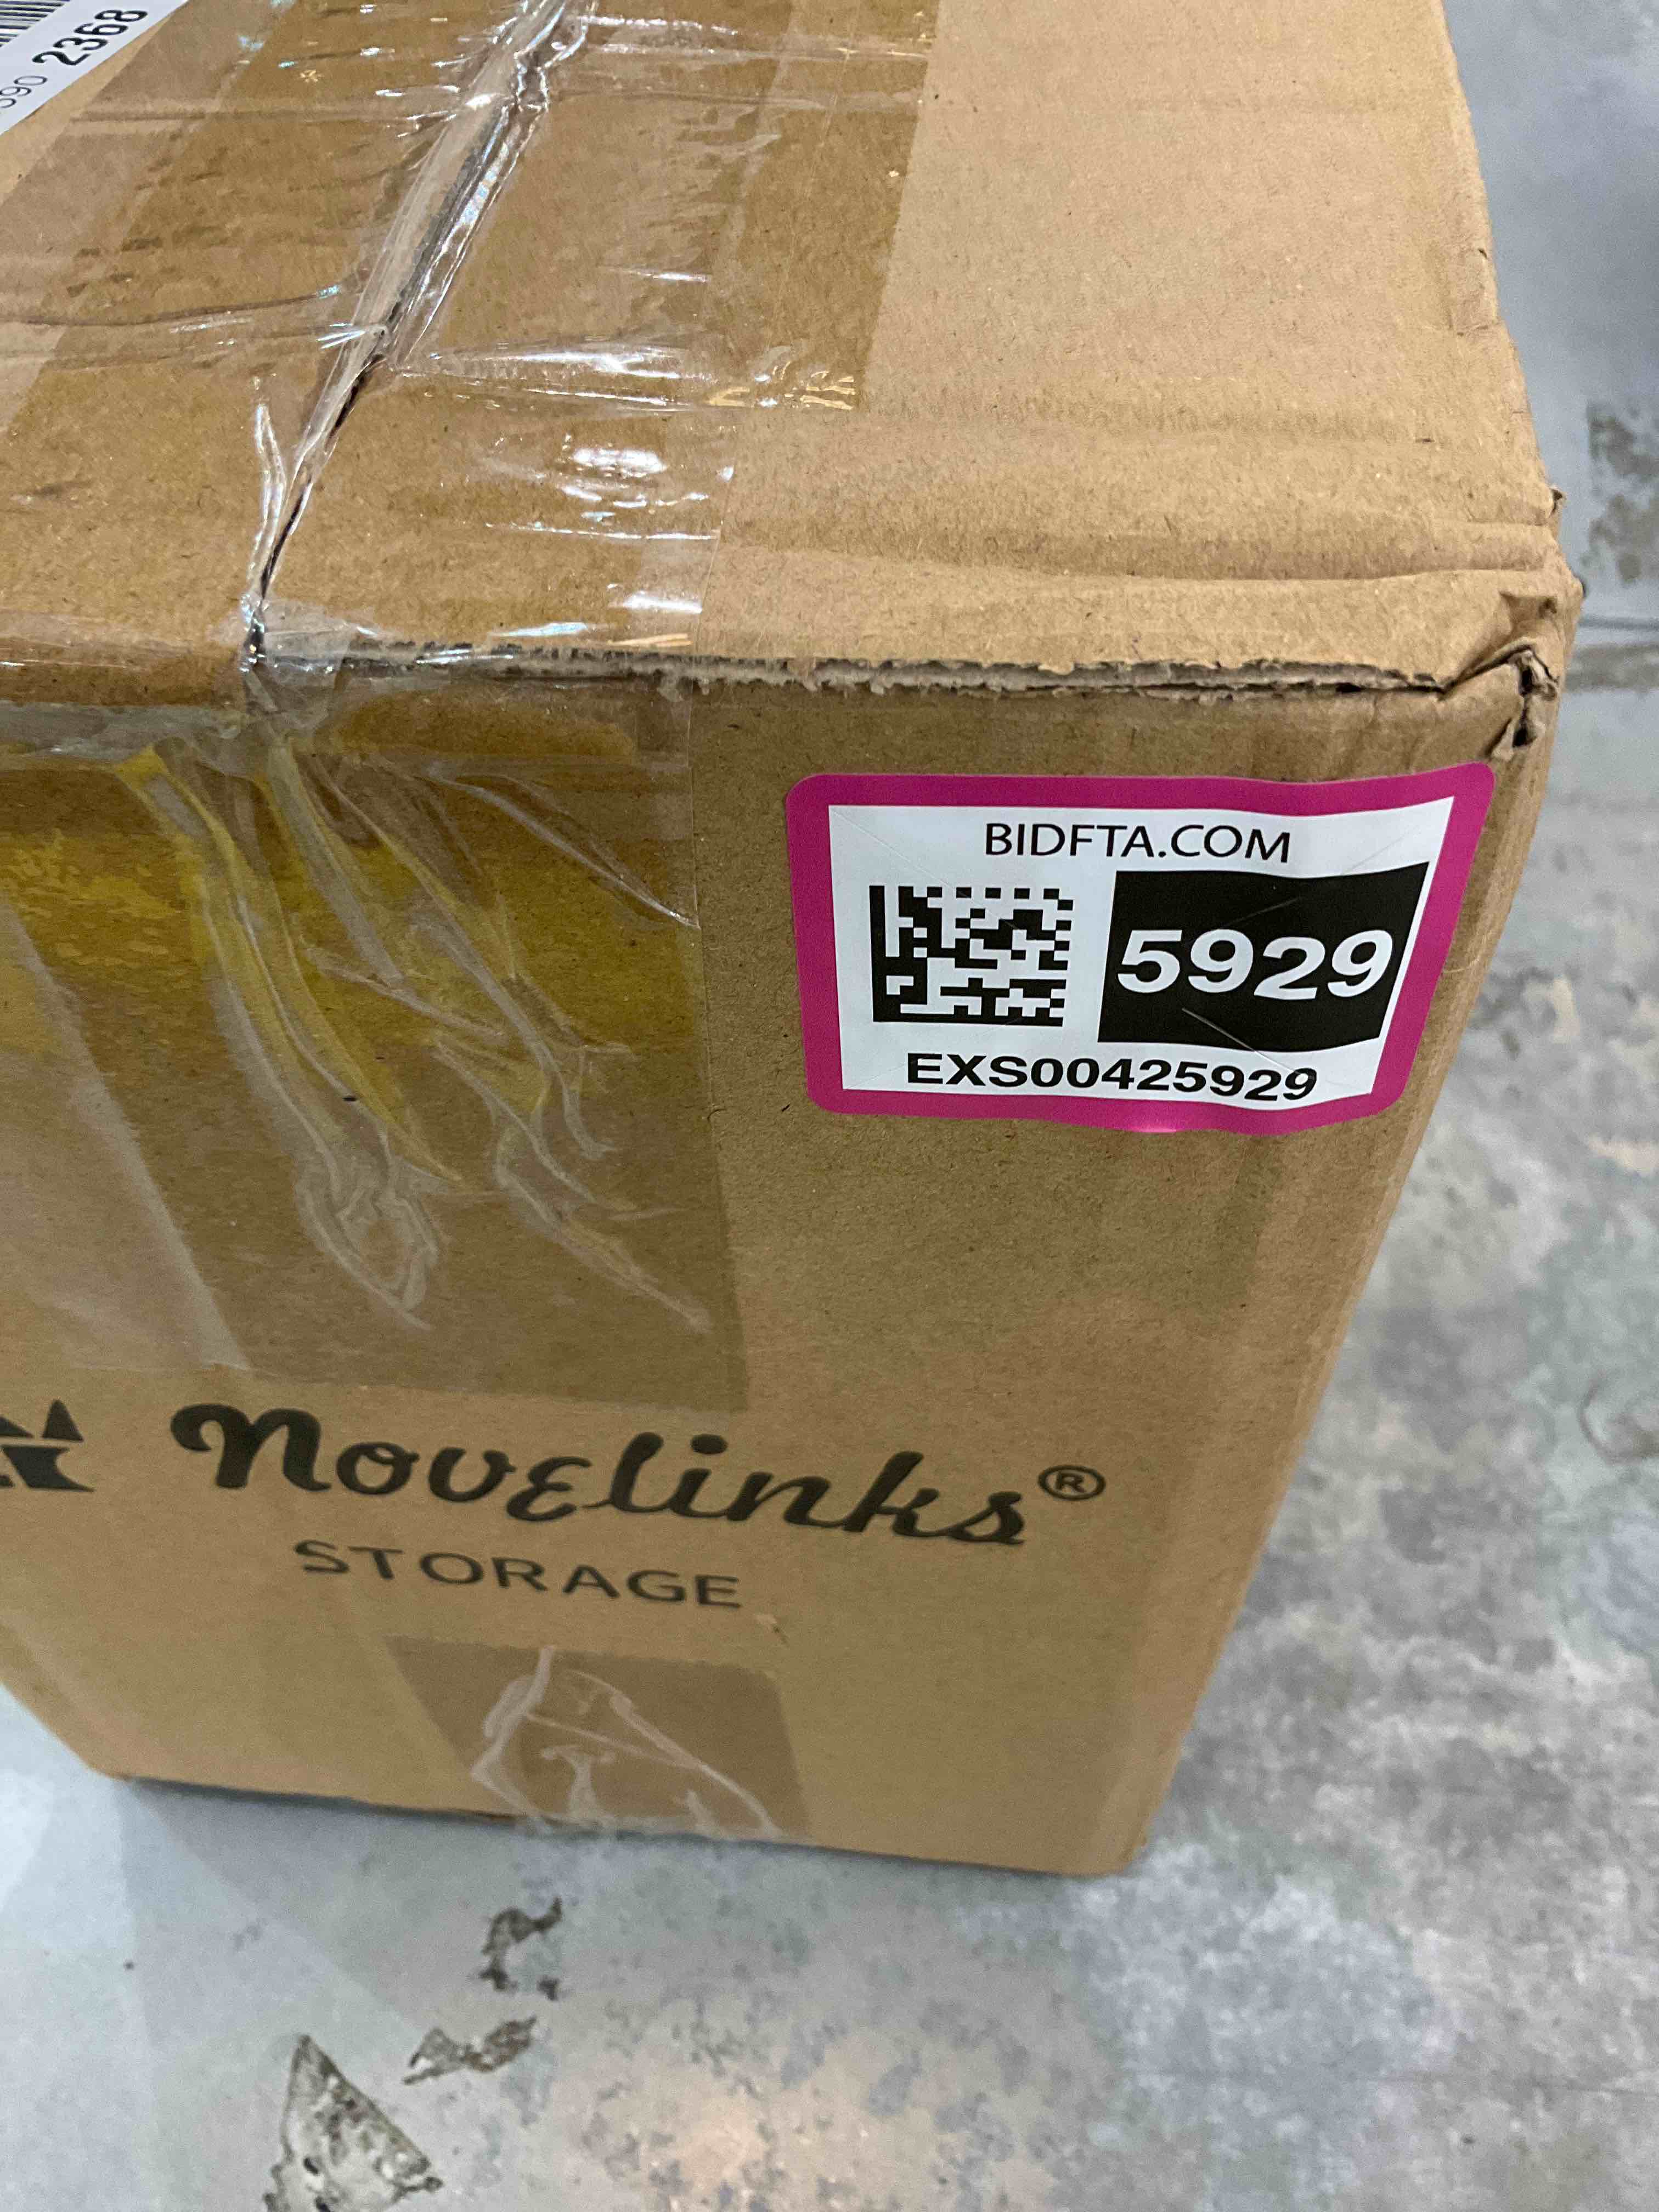 2368
BIDFTA.COM
5929
EXS00425929
Novelinks®
STORAGE